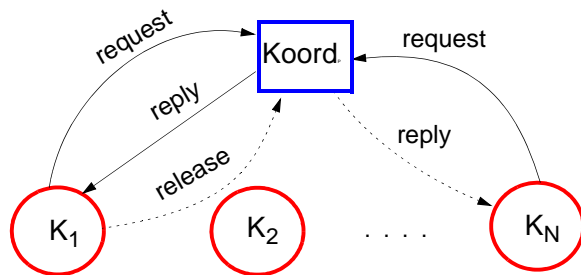 request
Koord.
request
reply
reply
release
K1
K2
. . . .
KN